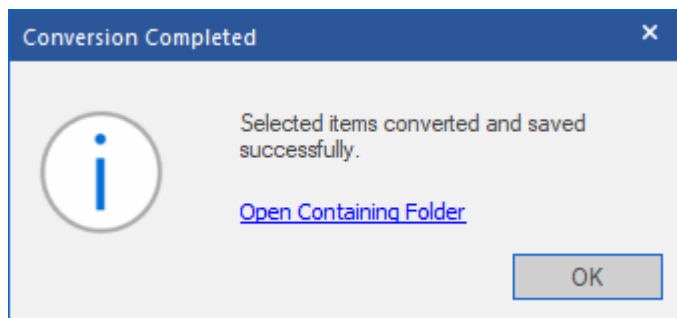 Conversion Completed
Selected items converted and saved
successfully.
Open Containing Folder
OK